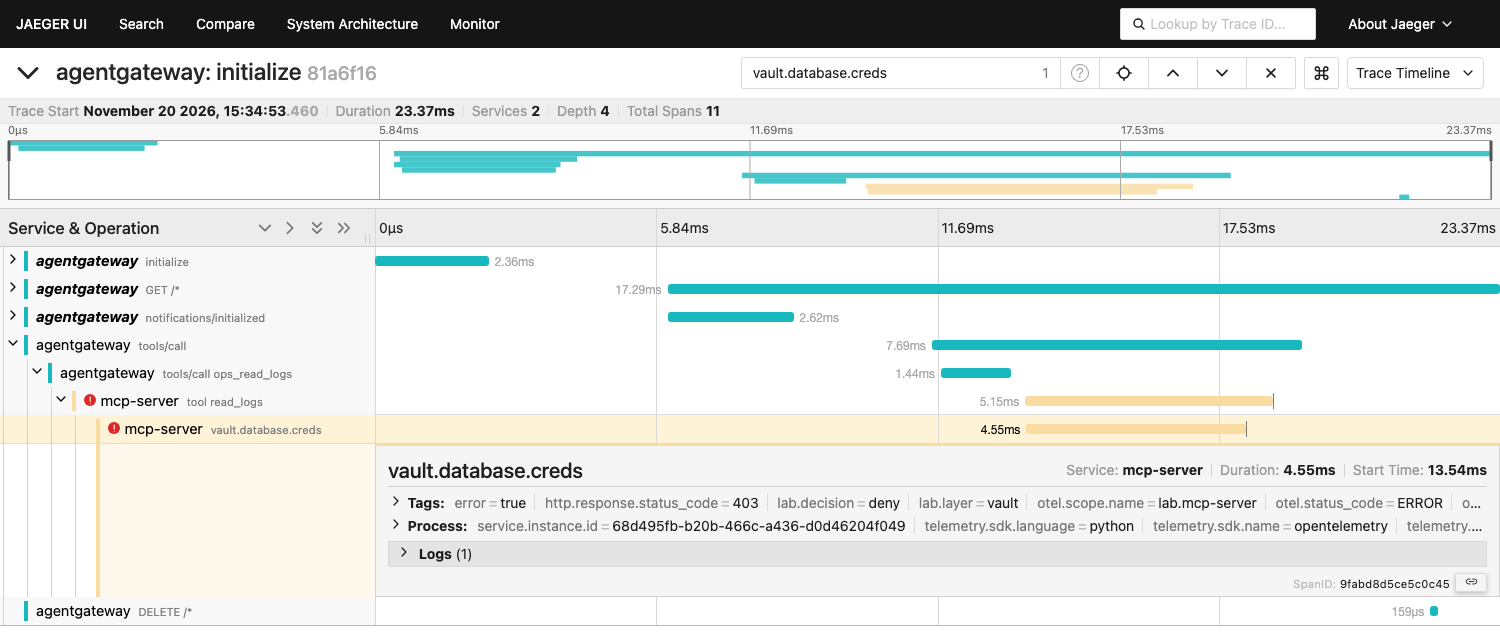 JAEGER UI Search Compare System Architecture Monitor Lookup by Trace ID... About Jaeger
agentgateway: initialize 81a6f16 vault.database.creds 1 ? ⌘ Trace Timeline
Trace Start November 20 2026, 15:34:53.460 Duration 23.37ms Services 2 Depth 4 Total Spans 11
0μs 5.84ms 11.69ms 17.53ms 23.37ms
Service & Operation 0μs 5.84ms 11.69ms 17.53ms 23.37ms
agentgateway initialize 2.36ms
agentgateway GET /* 17.29ms
agentgateway notifications/initialized 2.62ms
agentgateway tools/call 7.69ms
agentgateway tools/call ops_read_logs 1.44ms
mcp-server tool read_logs 5.15ms
mcp-server vault.database.creds 4.55ms
vault.database.creds Service: mcp-server Duration: 4.55ms Start Time: 13.54ms
Tags: error = true http.response.status_code = 403 lab.decision = deny lab.layer = vault otel.scope.name = lab.mcp-server otel.status_code = ERROR o...
Process: service.instance.id = 68d495fb-b20b-466c-a436-d0d46204f049 telemetry.sdk.language = python telemetry.sdk.name = opentelemetry telemetry....
Logs (1)
SpanID: 9fabd8d5ce5c0c45
agentgateway DELETE /* 159μs